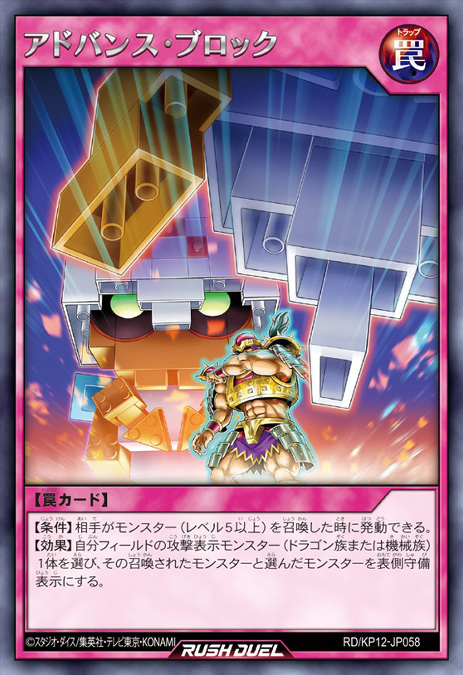 アドバンス・ブロック
トラップ
罠
【罠カード】
【条件】相手がモンスター（レベル5以上）を召喚した時に発動できる。
【効果】自分フィールドの攻撃表示モンスター（ドラゴン族または機械族）
1体を選び、その召喚されたモンスターと選んだモンスターを表側守備
表示にする。
©スタジオ・ダイス/集英社・テレビ東京・KONAMI RUSH DUEL RD/KP12-JP058